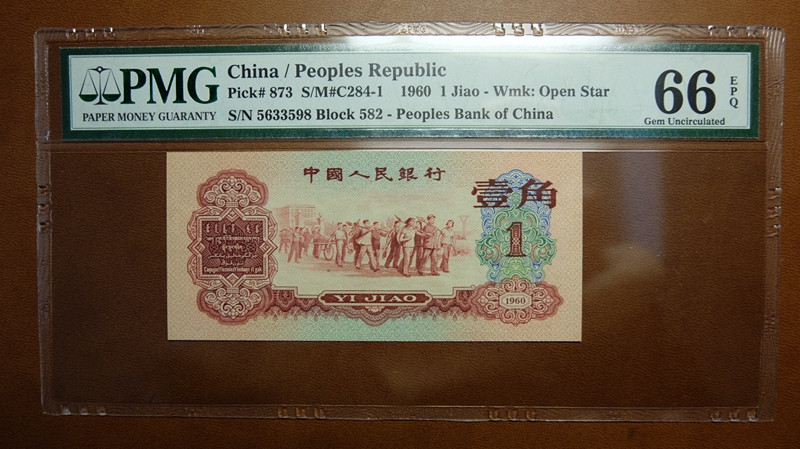 PMG
PAPER MONEY GUARANTY
China / Peoples Republic
Pick# 873 S/M#C284-1 1960 1 Jiao - Wmk: Open Star
S/N 5633598 Block 582 - Peoples Bank of China
66
EPQ
Gem Uncirculated
中國人民銀行
壹角
1
YI JIAO
1960